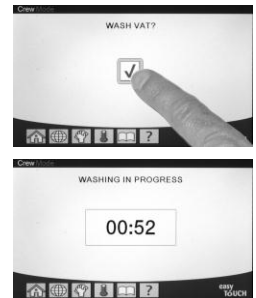 Crew Mode
WASH VAT?
?
Crew Mode
WASHING IN PROGRESS
00:52
?
easy
TOUCH